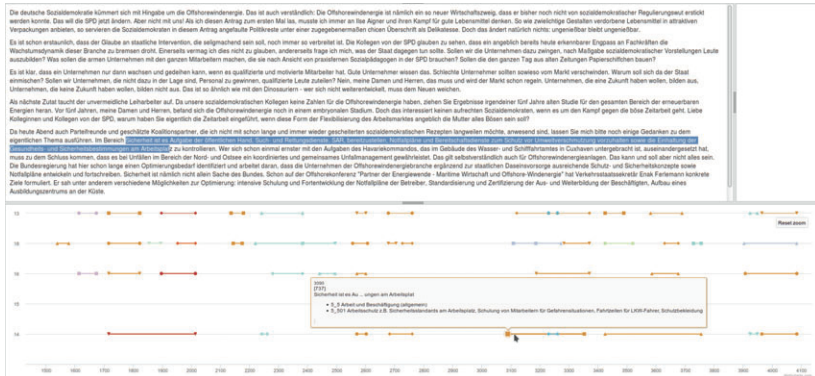 Die deutsche Sozialdemokratie kümmert sich mit Hingabe um die Offshorewindenergie. Das ist auch verständlich: Die Offshorewindenergie ist nämlich ein so neuer Wirtschaftszweig, dass er bisher noch nicht von sozialdemokratischer Regulierungswut erstickt
werden konnte. Das will die SPD jetzt ändern. Aber nicht mit uns! Als ich diesen Antrag zum ersten Mal las, musste ich immer an Ilse Aigner und ihren Kampf für gute Lebensmittel denken. So wie zwielichtige Gestalten verdorbene Lebensmittel in attraktiven
Verpackungen anbieten, so servieren die Sozialdemokraten in diesem Antrag angefaulte Politikreste unter einer zugegebenermaßen chicen Überschrift als Delikatesse. Doch das ändert natürlich nichts: ungenießbar bleibt ungenießbar.
Es ist schon erstaunlich, dass der Glaube an staatliche Intervention, die seligmachend sein soll, noch immer so verbreitet ist. Die Kollegen von der SPD glauben zu sehen, dass ein angeblich bereits heute erkennbarer Engpass an Fachkräften die
Wachstumsdynamik dieser Branche zu bremsen droht. Einerseits vermag ich dies nicht zu glauben, anderseits frage ich mich, was der Staat dagegen tun sollte. Sollen wir die Unternehmen dazu zwingen, nach Maßgabe sozialdemokratischer Vorstellungen Leute
auszubilden? Was sollen die armen Unternehmen mit den ganzen Mitarbeitern machen, die sie nach Ansicht von praxisfernen Sozialpädagogen in der SPD brauchen? Sollen die den ganzen Tag aus alten Zeitungen Papierschiffchen bauen?
Es ist klar, dass ein Unternehmen nur dann wachsen und gedeihen kann, wenn es qualifizierte und motivierte Mitarbeiter hat. Gute Unternehmer wissen das. Schlechte Unternehmer sollten sowieso vom Markt verschwinden. Warum soll sich da der Staat
einmischen? Sollen wir Unternehmen, die nicht dazu in der Lage sind, Personal zu gewinnen, qualifizierte Leute zuteilen? Nein, meine Damen und Herren, das muss und wird der Markt schon regeln. Unternehmen, die eine Zukunft haben wollen, bilden aus.
Unternehmen, die keine Zukunft haben wollen, bilden nicht aus. Das ist so ähnlich wie mit den Dinosauriern - wer sich nicht weiterentwickelt, muss dem Neuen weichen.
Als nächste Zutat taucht der unvermeidliche Leiharbeiter auf. Da unsere sozialdemokratischen Kollegen keine Zahlen für die Offshorewindenergie haben, ziehen Sie Ergebnisse irgendeiner fünf Jahre alten Studie für den gesamten Bereich der erneuerbaren
Energien heran. Vor fünf Jahren, meine Damen und Herren, befand sich die Offshorewindenergie noch in einem embryonalen Stadium. Doch das interessiert keinen aufrechten Sozialdemokraten, wenn es um den Kampf gegen die böse Zeitarbeit geht. Liebe
Kolleginnen und Kollegen von der SPD, warum haben Sie eigentlich die Zeitarbeit eingeführt, wenn diese Form der Flexibilisierung des Arbeitsmarktes angeblich die Mutter alles Bösen sein soll?
Da heute Abend auch Parteifreunde und geschätzte Koalitionspartner, die ich nicht mit schon lange und immer wieder gescheiterten sozialdemokratischen Rezepten langweilen möchte, anwesend sind, lassen Sie mich bitte noch einige Gedanken zu dem
eigentlichen Thema ausführen. Im Bereich Sicherheit ist es Aufgabe der öffentlichen Hand, Such- und Rettungsdienste, SAR, bereitzustellen, Notfallpläne und Bereitschaftsdienste zum Schutz vor Umweltverschmutzung vorzuhalten sowie die Einhaltung der
Gesundheits- und Sicherheitsbestimmungen am Arbeitsplatz zu kontrollieren. Wer sich schon einmal ernster mit den Aufgaben des Havariekommandos, das im Gebäude des Wasser- und Schifffahrtsamtes in Cuxhaven untergebracht ist, auseinandergesetzt hat,
muss zu dem Schluss kommen, dass es bei Unfällen im Bereich der Nord- und Ostsee ein koordiniertes und gemeinsames Unfallmanagement gewährleistet. Das gilt selbstverständlich auch für Offshorewindenergieanlagen. Das kann und soll aber nicht alles sein.
Die Bundesregierung hat hier schon lange einen Optimierungsbedarf identifiziert und arbeitet daran, dass die Unternehmen der Offshorewindenergiebranche ergänzend zur staatlichen Daseinsvorsorge ausreichende Schutz- und Sicherheitskonzepte sowie
Notfallpläne entwickeln und fortschreiben. Sicherheit ist nämlich nicht allein Sache des Bundes. Schon auf der Offshorekonferenz "Partner der Energiewende - Maritime Wirtschaft und Offshore-Windenergie" hat Verkehrsstaatssekretär Enak Ferlemann konkrete
Ziele formuliert. Er sah unter anderem verschiedene Möglichkeiten zur Optimierung: intensive Schulung und Fortentwicklung der Notfallpläne der Betreiber, Standardisierung und Zertifizierung der Aus- und Weiterbildung der Beschäftigten, Aufbau eines
Ausbildungszentrums an der Küste.
Reset zoom
[737]
Sicherheit ist es Au ... ungen am Arbeitsplat
5_5 Arbeit und Beschäftigung (allgemein)
5_501 Arbeitsschutz z.B. Sicherheitsstandards am Arbeitsplatz, Schulung von Mitarbeitern für Gefahrensituationen, Fahrtzeiten für LKW-Fahrer, Schutzbekleidung
15
14
1500 1600 1700 1800 1900 2000 2100 2200 2300 2400 2500 2600 2700 2800 2900 3000 3100 3200 3300 3400 3500 3600 3700 3800 3900 4000 4100